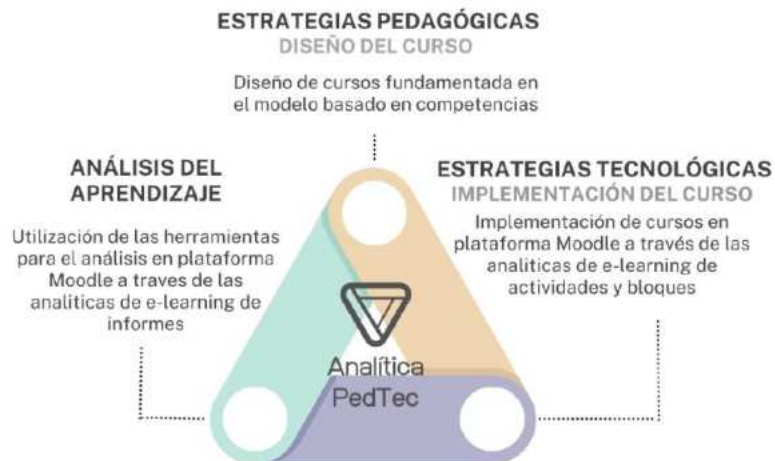 ESTRATEGIAS PEDAGÓGICAS
DISEÑO DEL CURSO
Diseño de cursos fundamentada en
el modelo basado en competencias
ANÁLISIS DEL
APRENDIZAJE
Utilización de las herramientas
para el análisis en plataforma
Moodle a traves de las
analiticas de e-learning de
informes
ESTRATEGIAS TECNOLÓGICAS
IMPLEMENTACIÓN DEL CURSO
Implementación de cursos en
plataforma Moodle a través de las
analiticas de e-learning de
actividades y bloques
Analítica
PedTec